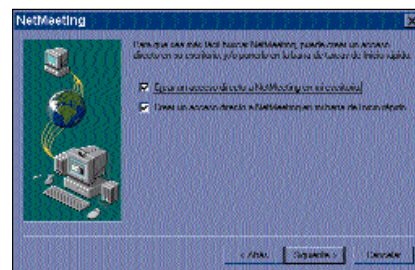 NetMeeting
Para que sea más fácil buscar NetMeeting, puede crear un acceso
directo en su escritorio, y/o ponerlo en la barra de tareas de Inicio rápido.
Crear un acceso directo a NetMeeting en mi escritorio
Crear un acceso directo a NetMeeting en mi barra de Inicio rápido
< Atrás
Siguiente >
Cancelar